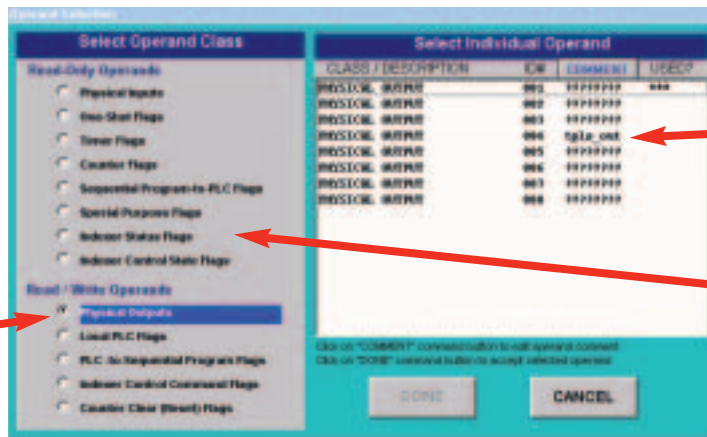 Operand Selection
Select Operand Class
Read-Only Operands
Physical Inputs
One-Shot Flags
Timer Flags
Counter Flags
Sequential Program-to-PLC Flags
Special Purpose Flags
Indexer Status Flags
Indexer Control State Flags
Read / Write Operands
Physical Outputs
Local PLC Flags
PLC-to-Sequential Program Flags
Indexer Control Command Flags
Counter Clear (Reset) Flags
Select Individual Operand
CLASS / DESCRIPTION ID# COMMENT USED?
PHYSICAL OUTPUT 001 ???????? ***
PHYSICAL OUTPUT 002 ????????
PHYSICAL OUTPUT 003 ????????
PHYSICAL OUTPUT 004 tpls_out
PHYSICAL OUTPUT 005 ????????
PHYSICAL OUTPUT 006 ????????
PHYSICAL OUTPUT 007 ????????
PHYSICAL OUTPUT 008 ????????
Click on "COMMENT" command button to edit operand comment
Click on "DONE" command button to accept selected operand
DONE
CANCEL